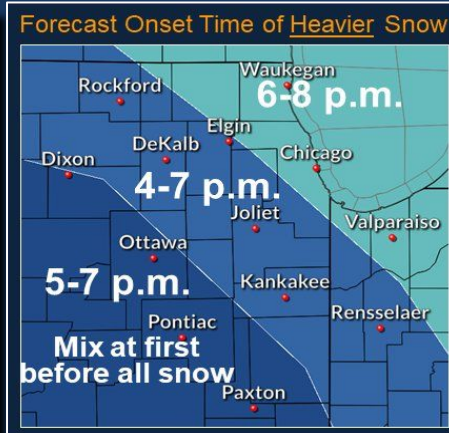 Forecast Onset Time of Heavier Snow
Waukegan
6-8 p.m.
Rockford
Elgin
DeKalb
Chicago
Dixon
4-7 p.m.
Joliet
Valparaiso
Ottawa
5-7 p.m.
Kankakee
Rensselaer
Pontiac
Mix at first
before all snow
Paxton